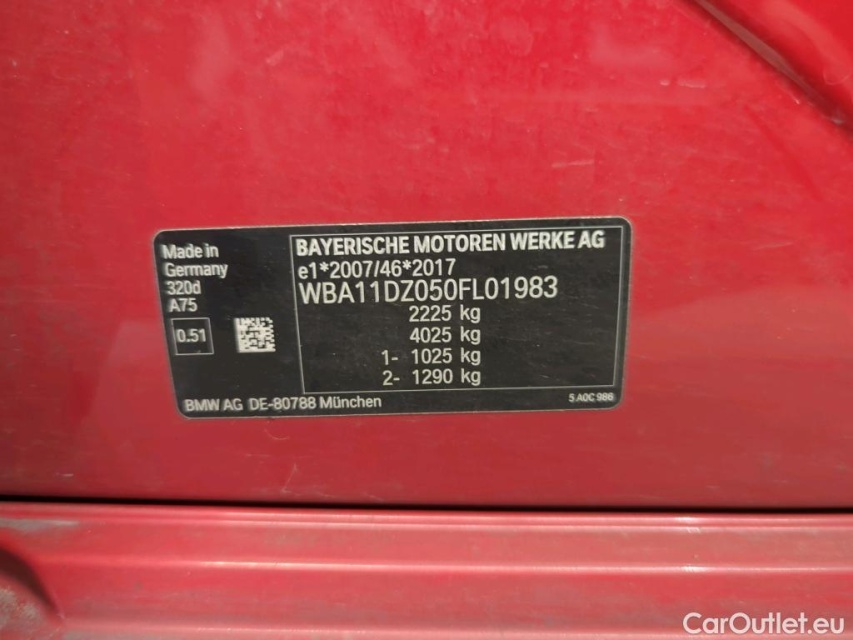 Made in
Germany
320d
A75
0.51
BAYERISCHE MOTOREN WERKE AG
e1*2007/46*2017
WBA11DZ050FL01983
2225 kg
4025 kg
1- 1025 kg
2- 1290 kg
BMW AG DE-80788 München
5 A0C 986
CarOutlet.eu